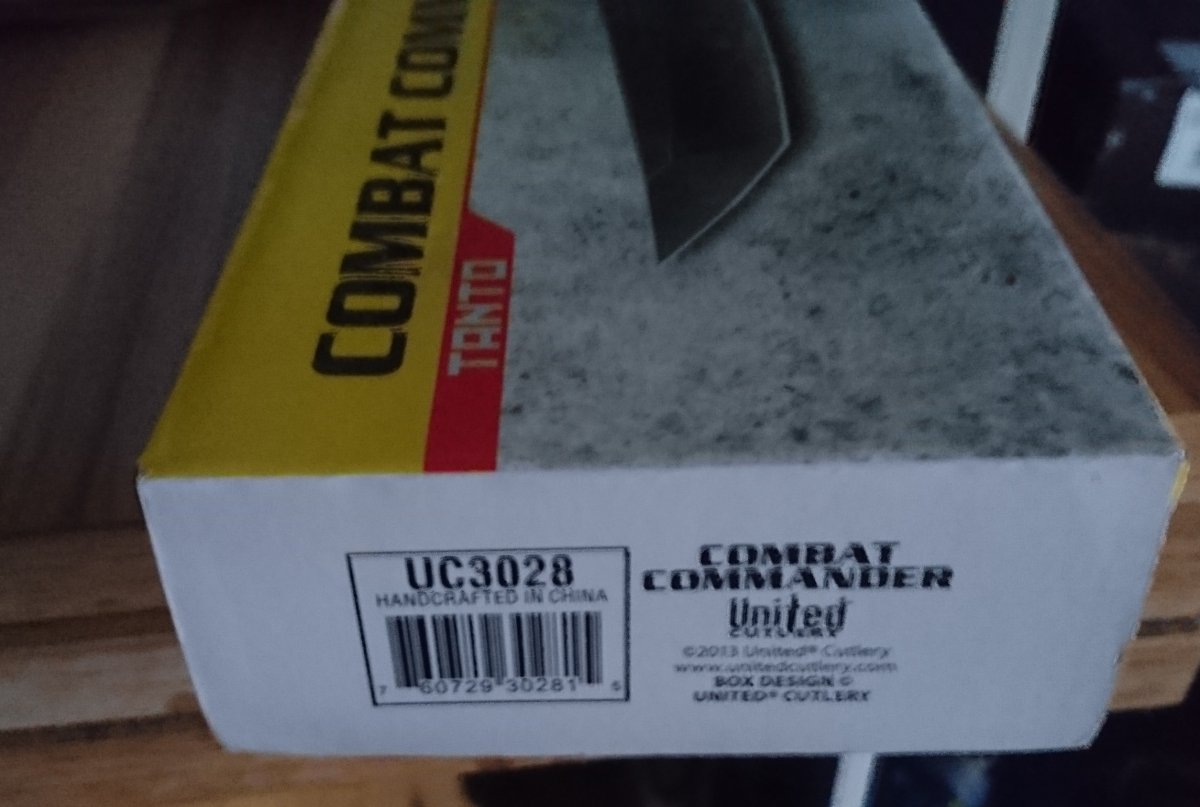 COMBAT COMM
TANTO
UC3028
HANDCRAFTED IN CHINA
7 60729 30281 6
COMBAT
COMMANDER
United
CUTLERY
©2013 United® Cutlery
www.unitedcutlery.com
BOX DESIGN ©
UNITED® CUTLERY